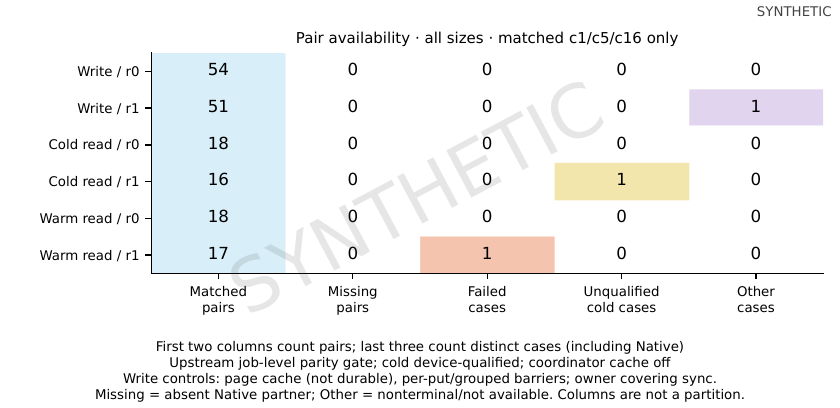 SYNTHETIC
Pair availability · all sizes · matched c1/c5/c16 only
Write / r0 54 0 0 0 0
Write / r1 51 0 0 0 1
Cold read / r0 18 0 0 0 0
Cold read / r1 16 0 0 1 0
Warm read / r0 18 0 0 0 0
Warm read / r1 17 0 1 0 0
SYNTHETIC
Matched Missing Failed Unqualified Other
pairs pairs cases cold cases cases
First two columns count pairs; last three count distinct cases (including Native)
Upstream job-level parity gate; cold device-qualified; coordinator cache off
Write controls: page cache (not durable), per-put/grouped barriers; owner covering sync.
Missing = absent Native partner; Other = nonterminal/not available. Columns are not a partition.